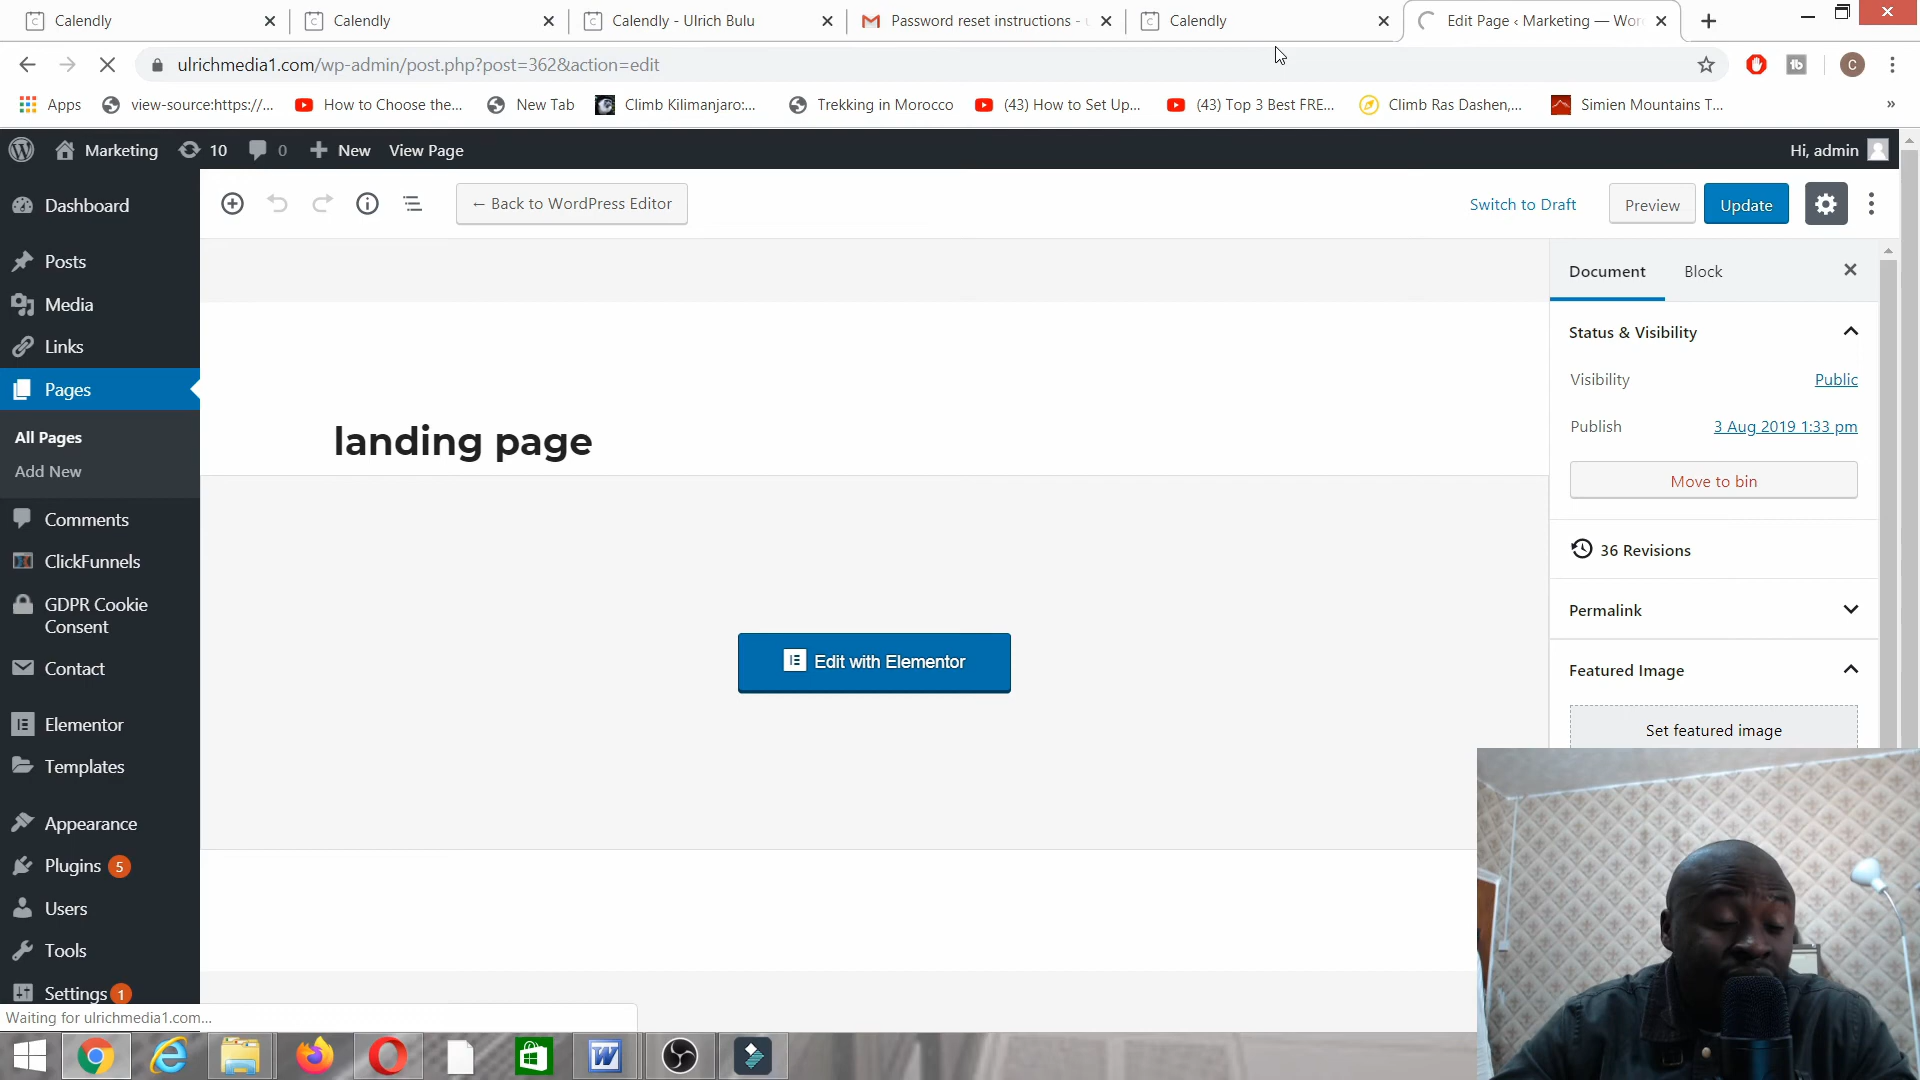 Calendly
Calendly
Calendly - Ulrich Bulu
Password reset instructions -
Calendly
Edit Page ‹ Marketing — Wor
ulrichmedia1.com/wp-admin/post.php?post=362&action=edit
Apps
view-source:https://...
How to Choose the...
New Tab
Climb Kilimanjaro:...
Trekking in Morocco
(43) How to Set Up...
(43) Top 3 Best FRE...
Climb Ras Dashen,...
Simien Mountains T...
»
Marketing
10
0
New
View Page
Hi, admin
Dashboard
Posts
Media
Links
Pages
All Pages
Add New
Comments
ClickFunnels
GDPR Cookie
Consent
Contact
Elementor
Templates
Appearance
Plugins 5
Users
Tools
Settings 1
← Back to WordPress Editor
Switch to Draft
Preview
Update
landing page
Edit with Elementor
Document
Block
Status & Visibility
Visibility
Public
Publish
3 Aug 2019 1:33 pm
Move to bin
36 Revisions
Permalink
Featured Image
Set featured image
Waiting for ulrichmedia1.com...